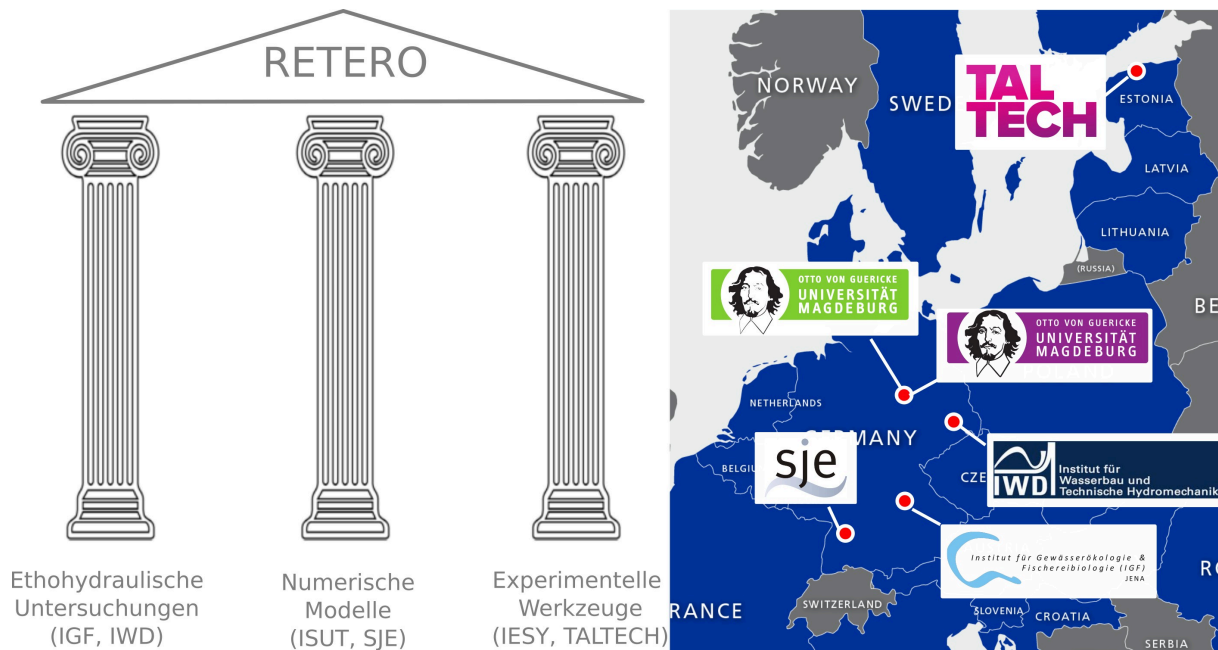 RETERO
Ethohydraulische
Untersuchungen
(IGF, IWD)
Numerische
Modelle
(ISUT, SJE)
Experimentelle
Werkzeuge
(IESY, TALTECH)
NORWAY
SWED
TAL
TECH
ESTONIA
LATVIA
LITHUANIA
(RUSSIA)
BE
OTTO VON GUERICKE
UNIVERSITÄT
MAGDEBURG
OTTO VON GUERICKE
UNIVERSITÄT
MAGDEBURG
POLAND
NETHERLANDS
GERMANY
sje
BELGIU
CZE
IWD
Institut für
Wasserbau und
Technische Hydromechanik
Institut für Gewässerökologie &
Fischereibiologie (IGF)
JENA
RO
RANCE
SWITZERLAND
SLOVENIA
CROATIA
SERBIA